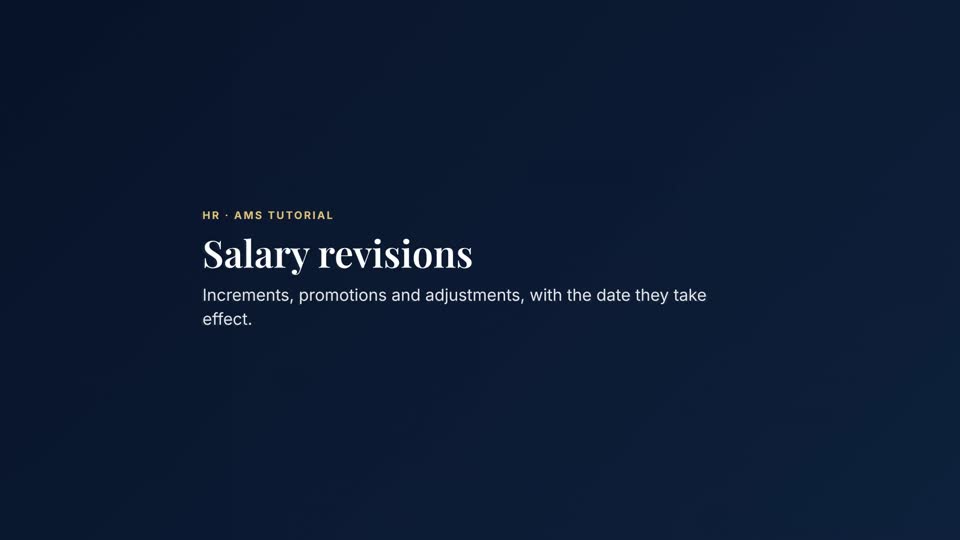 HR · AMS TUTORIAL
Salary revisions
Increments, promotions and adjustments, with the date they take
effect.